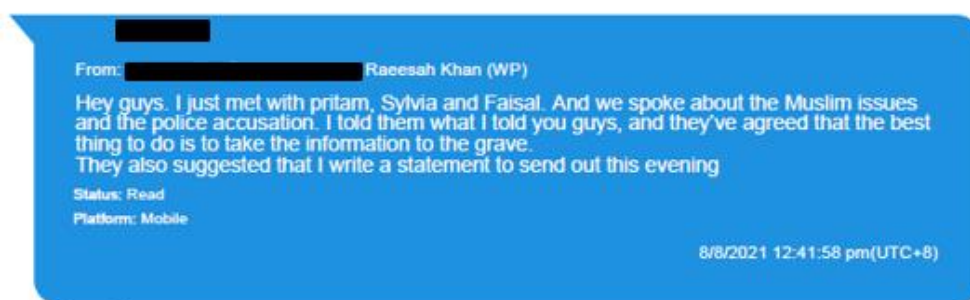 From: Raeesah Khan (WP)
Hey guys. I just met with pritam, Sylvia and Faisal. And we spoke about the Muslim issues
and the police accusation. I told them what I told you guys, and they've agreed that the best
thing to do is to take the information to the grave.
They also suggested that I write a statement to send out this evening
Status: Read
Platform: Mobile
8/8/2021 12:41:58 pm(UTC+8)